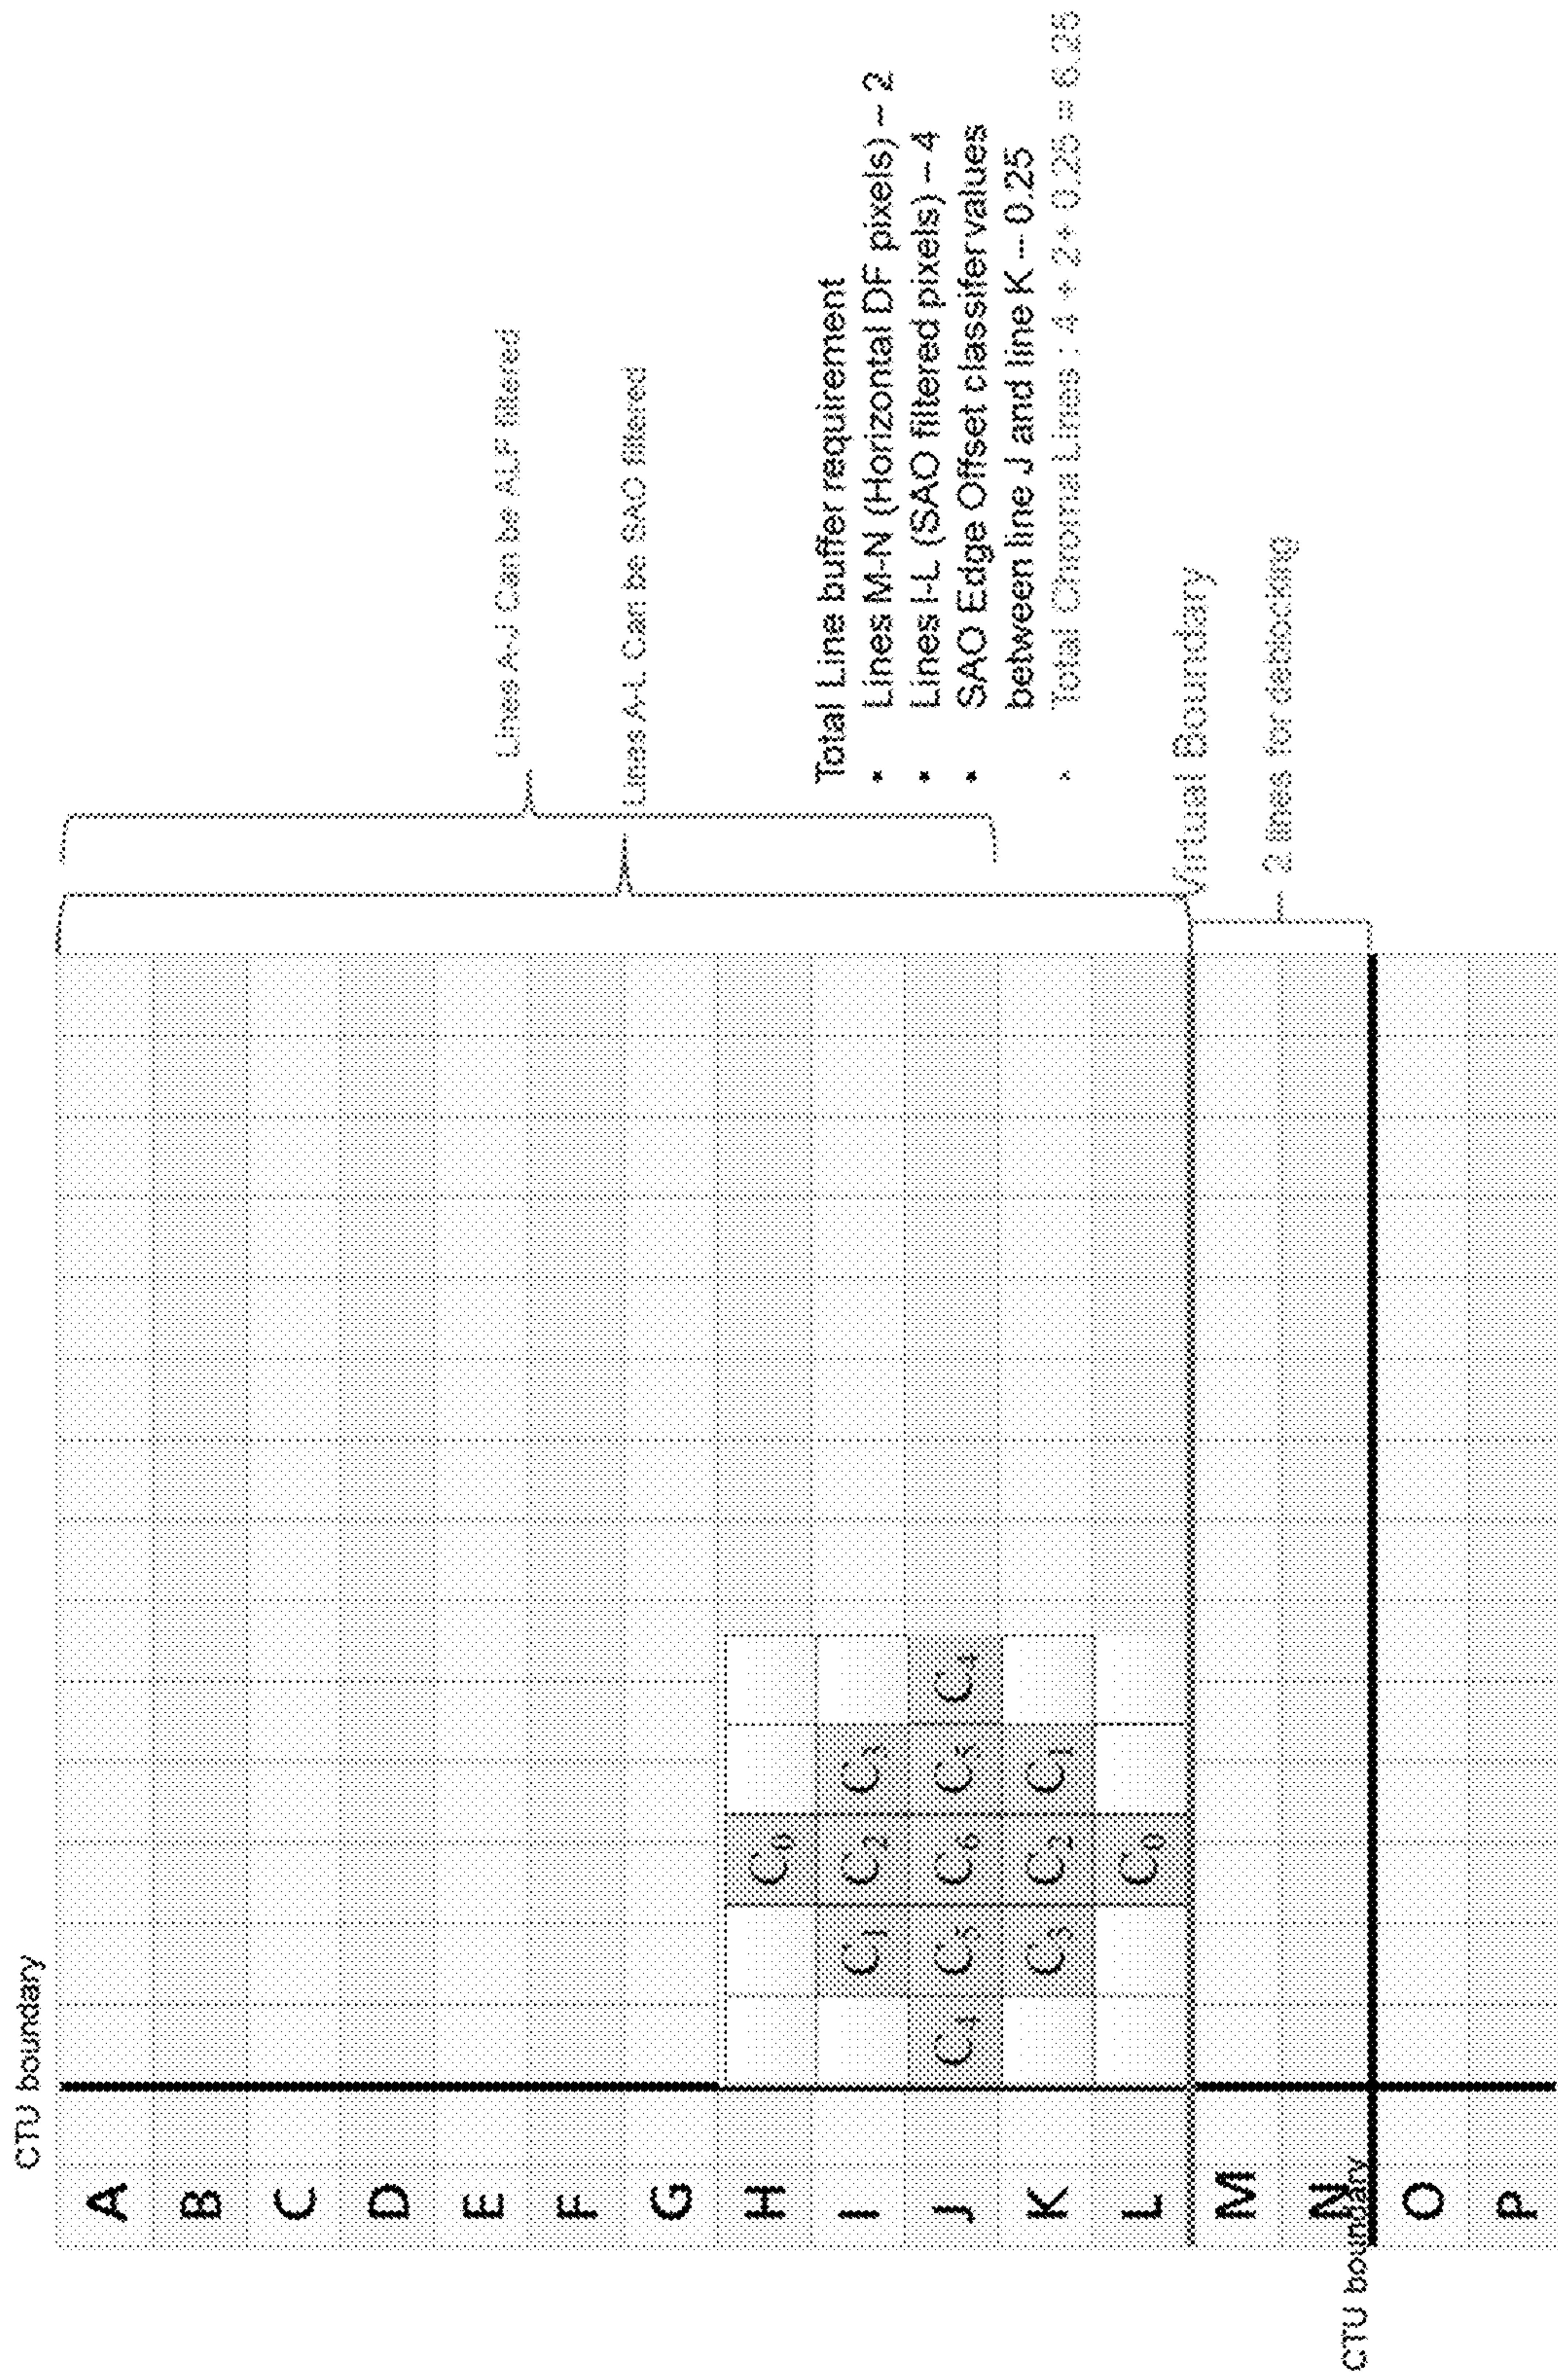 CTU boundary
A
B
C
D
E
F
G
H C0
I C1 C2 C3
J C4 C5 C6 C5 C4
K C3 C2 C1
L C0
M
N
CTU boundary
O
P
Lines A-J Can be ALF filtered
Lines A-L Can be SAO filtered
Total Line buffer requirement
• Lines M-N (Horizontal DF pixels) – 2
• Lines I-L (SAO filtered pixels) – 4
• SAO Edge Offset classifer values
between line J and line K -- 0.25
• Total Chroma Lines : 4 + 2+ 0.25 = 6.25
Virtual Boundary
2 lines for deblocking